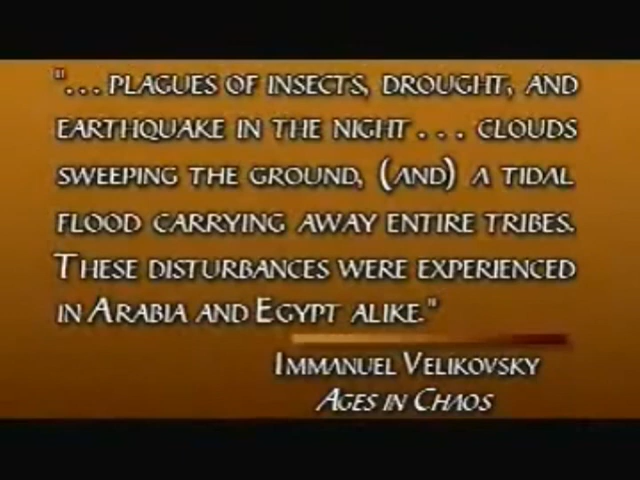 "... PLAGUES OF INSECTS, DROUGHT, AND
EARTHQUAKE IN THE NIGHT... CLOUDS
SWEEPING THE GROUND, (AND) A TIDAL
FLOOD CARRYING AWAY ENTIRE TRIBES.
THESE DISTURBANCES WERE EXPERIENCED
IN ARABIA AND EGYPT ALIKE."
IMMANUEL VELIKOVSKY
AGES IN CHAOS